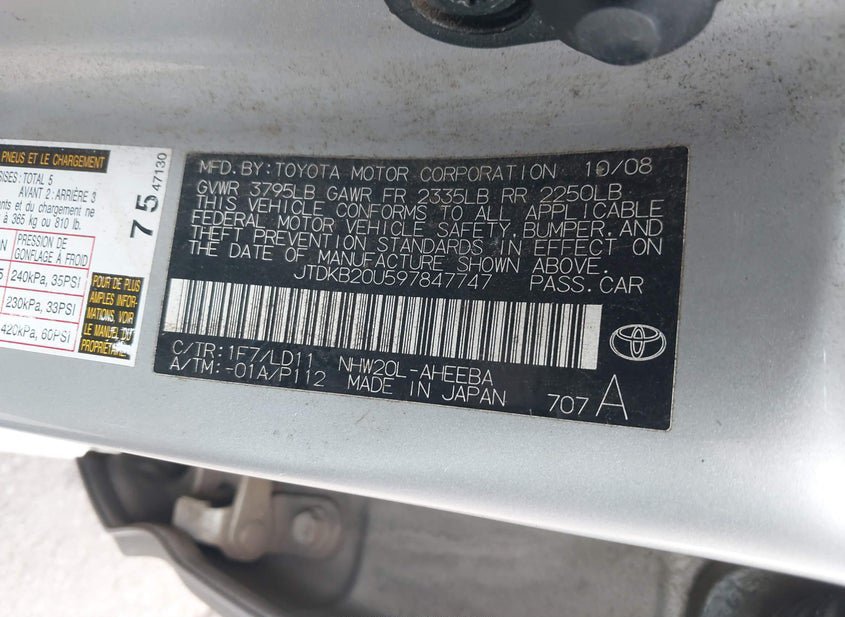 PNEUS ET LE CHARGEMENT
TOTAL 5
AVANT 2: ARRIÈRE 3
et du chargement ne
365 kg ou 810 lb.
PRESSION DE
GONFLAGE À FROID
240kPa, 35PSI
230kPa, 33PSI
420kPa, 60PSI
POUR DE PLUS
AMPLES INFOR-
MATIONS, VOIR
LE MANUEL
DU
PROPRIÉTAIRE.
7 5
47130
MFD.BY:TOYOTA MOTOR CORPORATION 10/08
GVWR 3795LB GAWR FR 2335LB RR 2250LB
THIS VEHICLE CONFORMS TO ALL APPLICABLE
FEDERAL MOTOR VEHICLE SAFETY,BUMPER,AND
THEFT PREVENTION STANDARDS IN EFFECT ON
THE DATE OF MANUFACTURE SHOWN ABOVE.
JTDKB20U597847747 PASS.CAR
C/TR:1F7/LD11 NHW20L-AHEEBA
A/TM:-01A/P112 MADE IN JAPAN 707 A